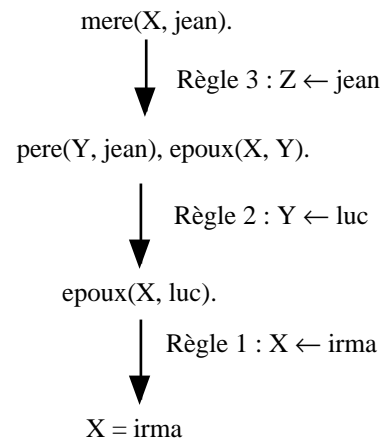 mere(X, jean).
Règle 3 : Z ← jean
pere(Y, jean), epoux(X, Y).
Règle 2 : Y ← luc
epoux(X, luc).
Règle 1 : X ← irma
X = irma